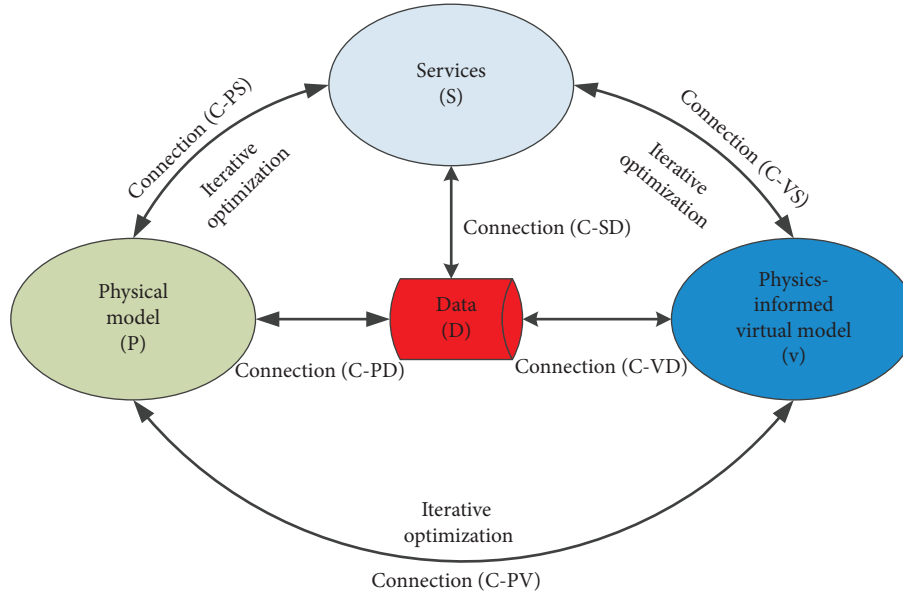 Services
(S)
Connection (C-PS)
Iterative
optimization
Connection (C-VS)
Iterative
optimization
Connection (C-SD)
Physical
model
(P)
Data
(D)
Physics-
informed
virtual model
(v)
Connection (C-PD)
Connection (C-VD)
Iterative
optimization
Connection (C-PV)